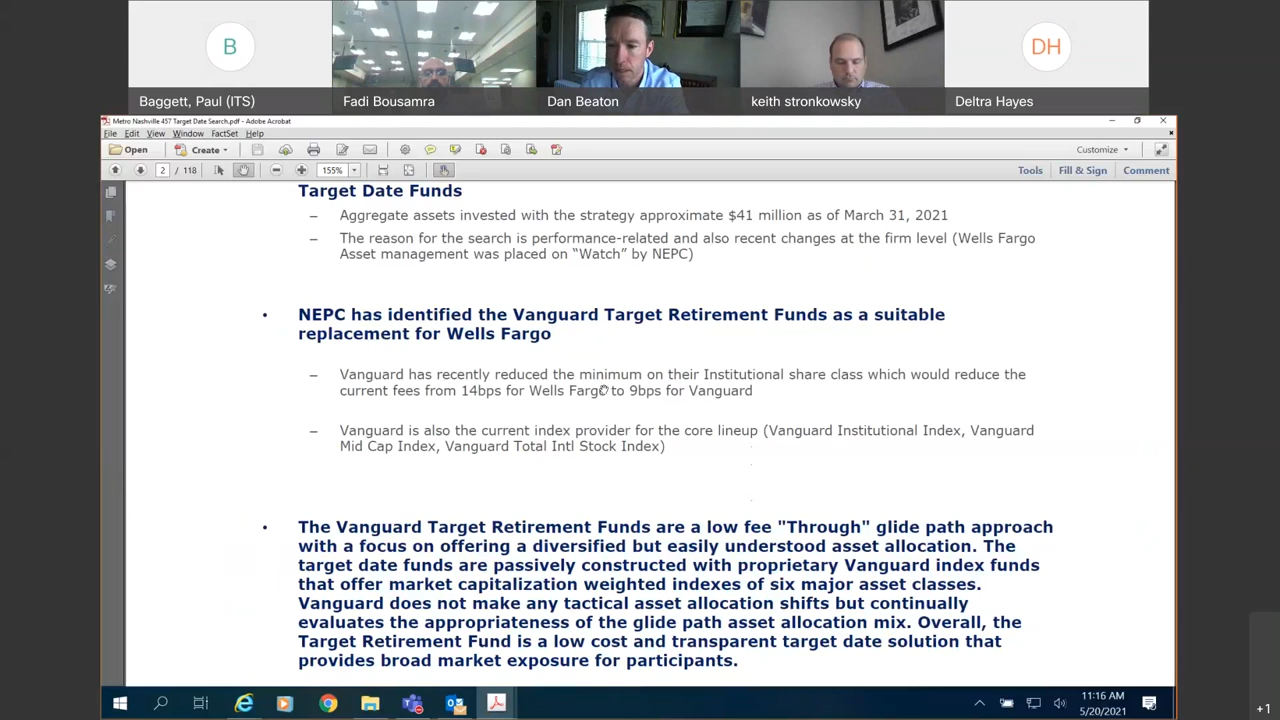 B
DH
Baggett, Paul (ITS)
Fadi Bousamra
Dan Beaton
keith stronkowsky
Deltra Hayes
Metro Nashville 457 Target Date Search.pdf - Adobe Acrobat
File Edit View Window FactSet Help
Open Create Customize
2 / 118 155% Tools Fill & Sign Comment
Target Date Funds
– Aggregate assets invested with the strategy approximate $41 million as of March 31, 2021
– The reason for the search is performance-related and also recent changes at the firm level (Wells Fargo
Asset management was placed on “Watch” by NEPC)
• NEPC has identified the Vanguard Target Retirement Funds as a suitable
replacement for Wells Fargo
– Vanguard has recently reduced the minimum on their Institutional share class which would reduce the
current fees from 14bps for Wells Fargo to 9bps for Vanguard
– Vanguard is also the current index provider for the core lineup (Vanguard Institutional Index, Vanguard
Mid Cap Index, Vanguard Total Intl Stock Index)
• The Vanguard Target Retirement Funds are a low fee "Through" glide path approach
with a focus on offering a diversified but easily understood asset allocation. The
target date funds are passively constructed with proprietary Vanguard index funds
that offer market capitalization weighted indexes of six major asset classes.
Vanguard does not make any tactical asset allocation shifts but continually
evaluates the appropriateness of the glide path asset allocation mix. Overall, the
Target Retirement Fund is a low cost and transparent target date solution that
provides broad market exposure for participants.
11:16 AM
5/20/2021
+1